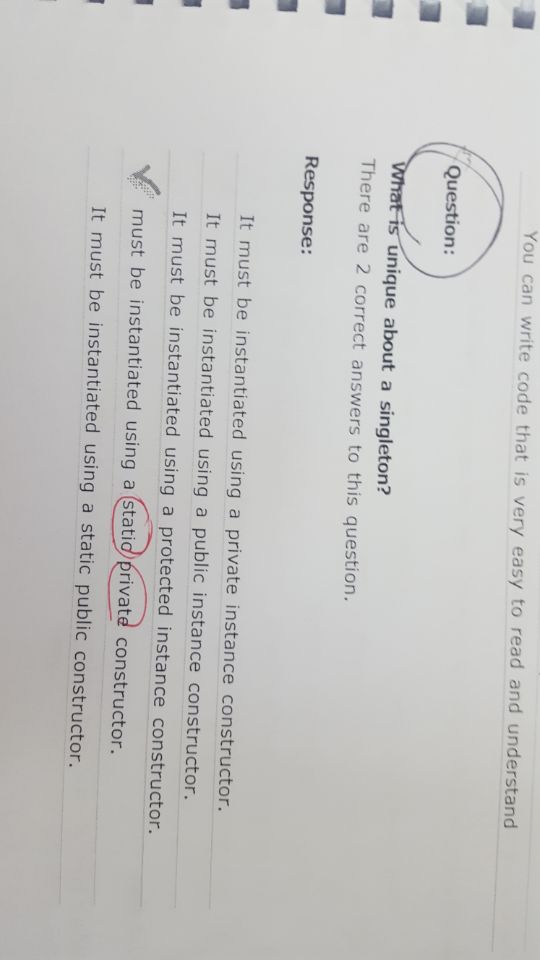 You can write code that is very easy to read and understand
Question:
What is unique about a singleton?
There are 2 correct answers to this question.
Response:
It must be instantiated using a private instance constructor.
It must be instantiated using a public instance constructor.
It must be instantiated using a protected instance constructor.
must be instantiated using a static private constructor.
It must be instantiated using a static public constructor.